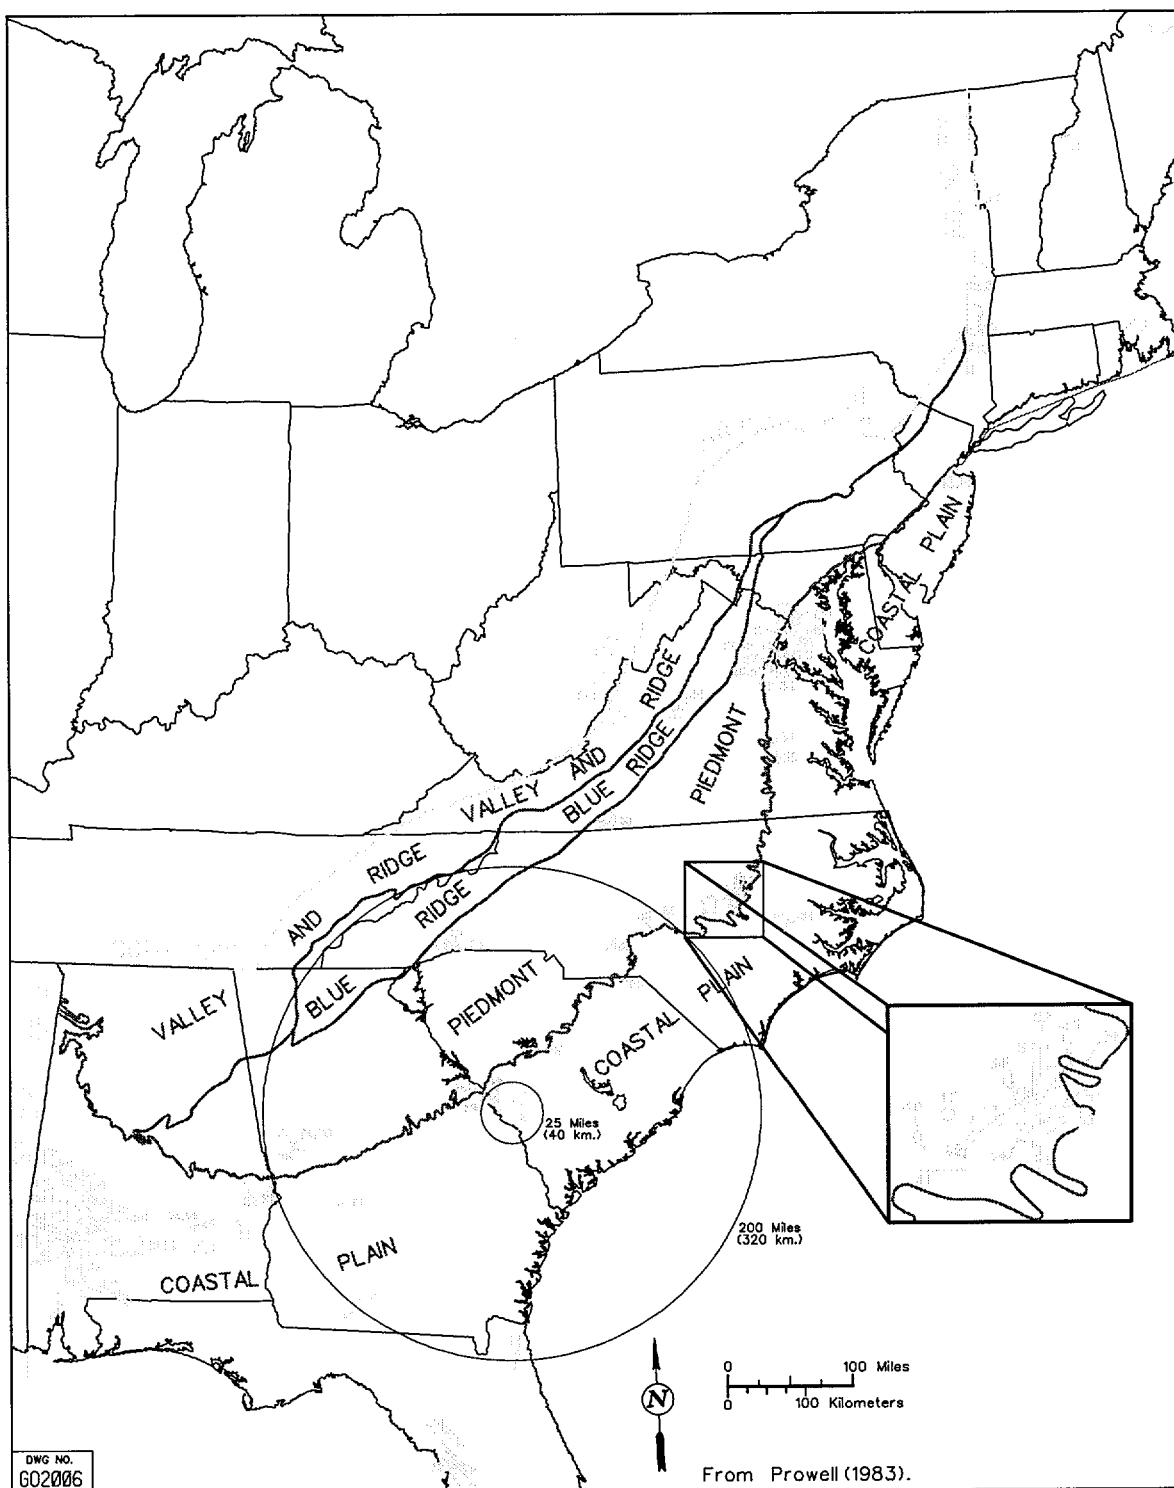 COASTAL PLAIN
VALLEY AND RIDGE
BLUE RIDGE
PIEDMONT
VALLEY AND RIDGE
BLUE RIDGE
PIEDMONT
COASTAL PLAIN
25 Miles
(40 km.)
200 Miles
(320 km.)
COASTAL PLAIN
0 100 Miles
0 100 Kilometers
N
DWG NO.
G02006
From Prowell (1983).